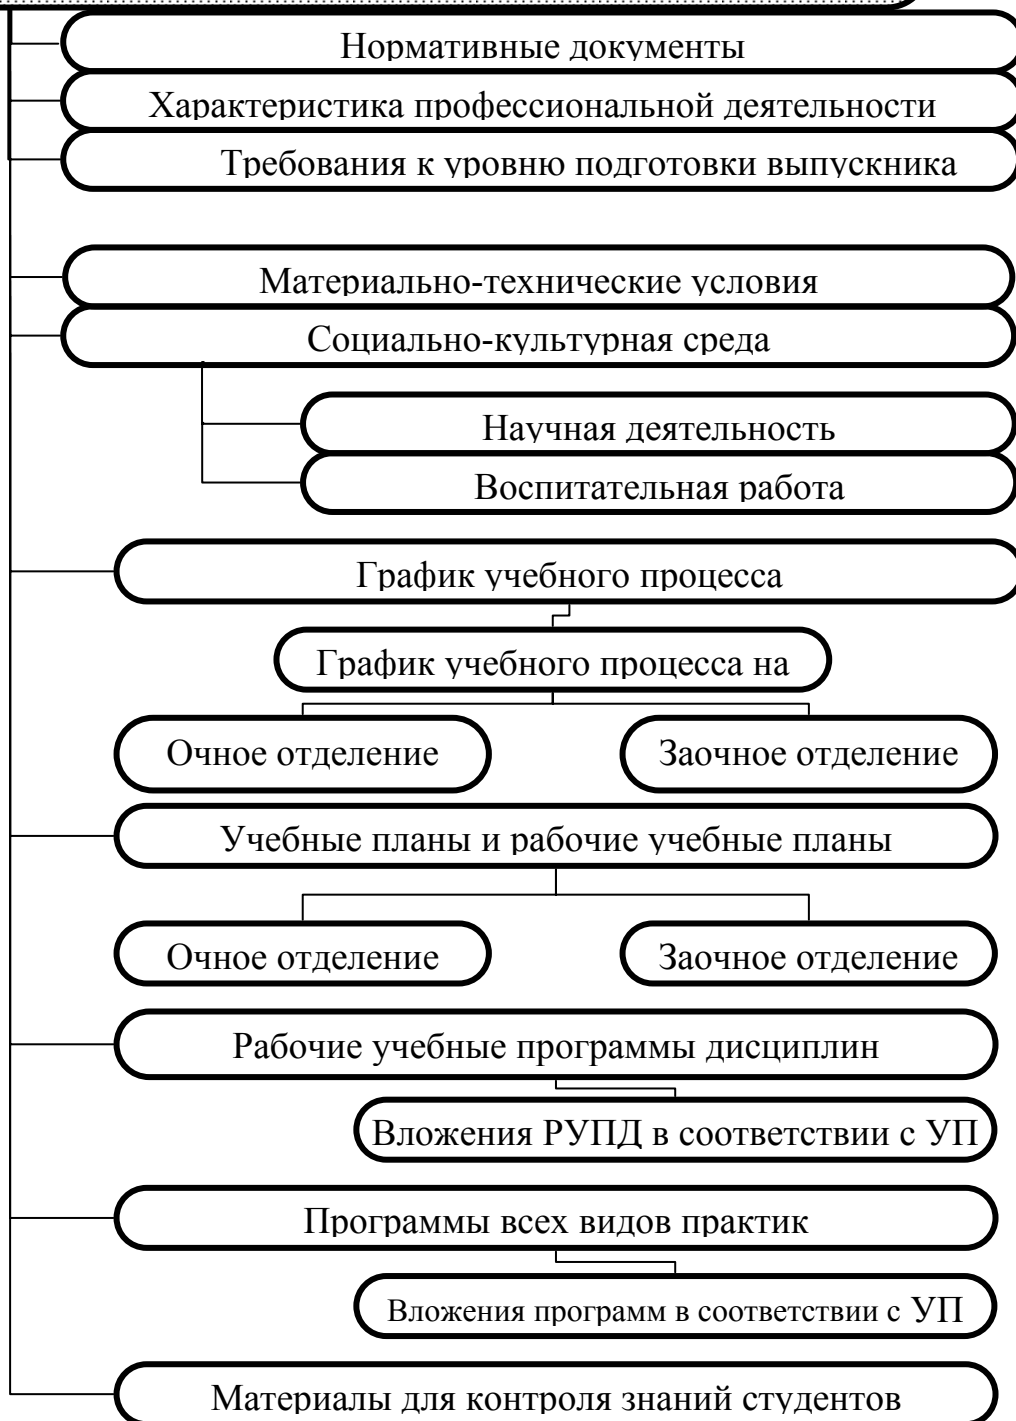 Нормативные документы
Характеристика профессиональной деятельности
Требования к уровню подготовки выпускника
Материально-технические условия
Социально-культурная среда
Научная деятельность
Воспитательная работа
График учебного процесса
График учебного процесса на
Очное отделение
Заочное отделение
Учебные планы и рабочие учебные планы
Очное отделение
Заочное отделение
Рабочие учебные программы дисциплин
Вложения РУПД в соответствии с УП
Программы всех видов практик
Вложения программ в соответствии с УП
Материалы для контроля знаний студентов